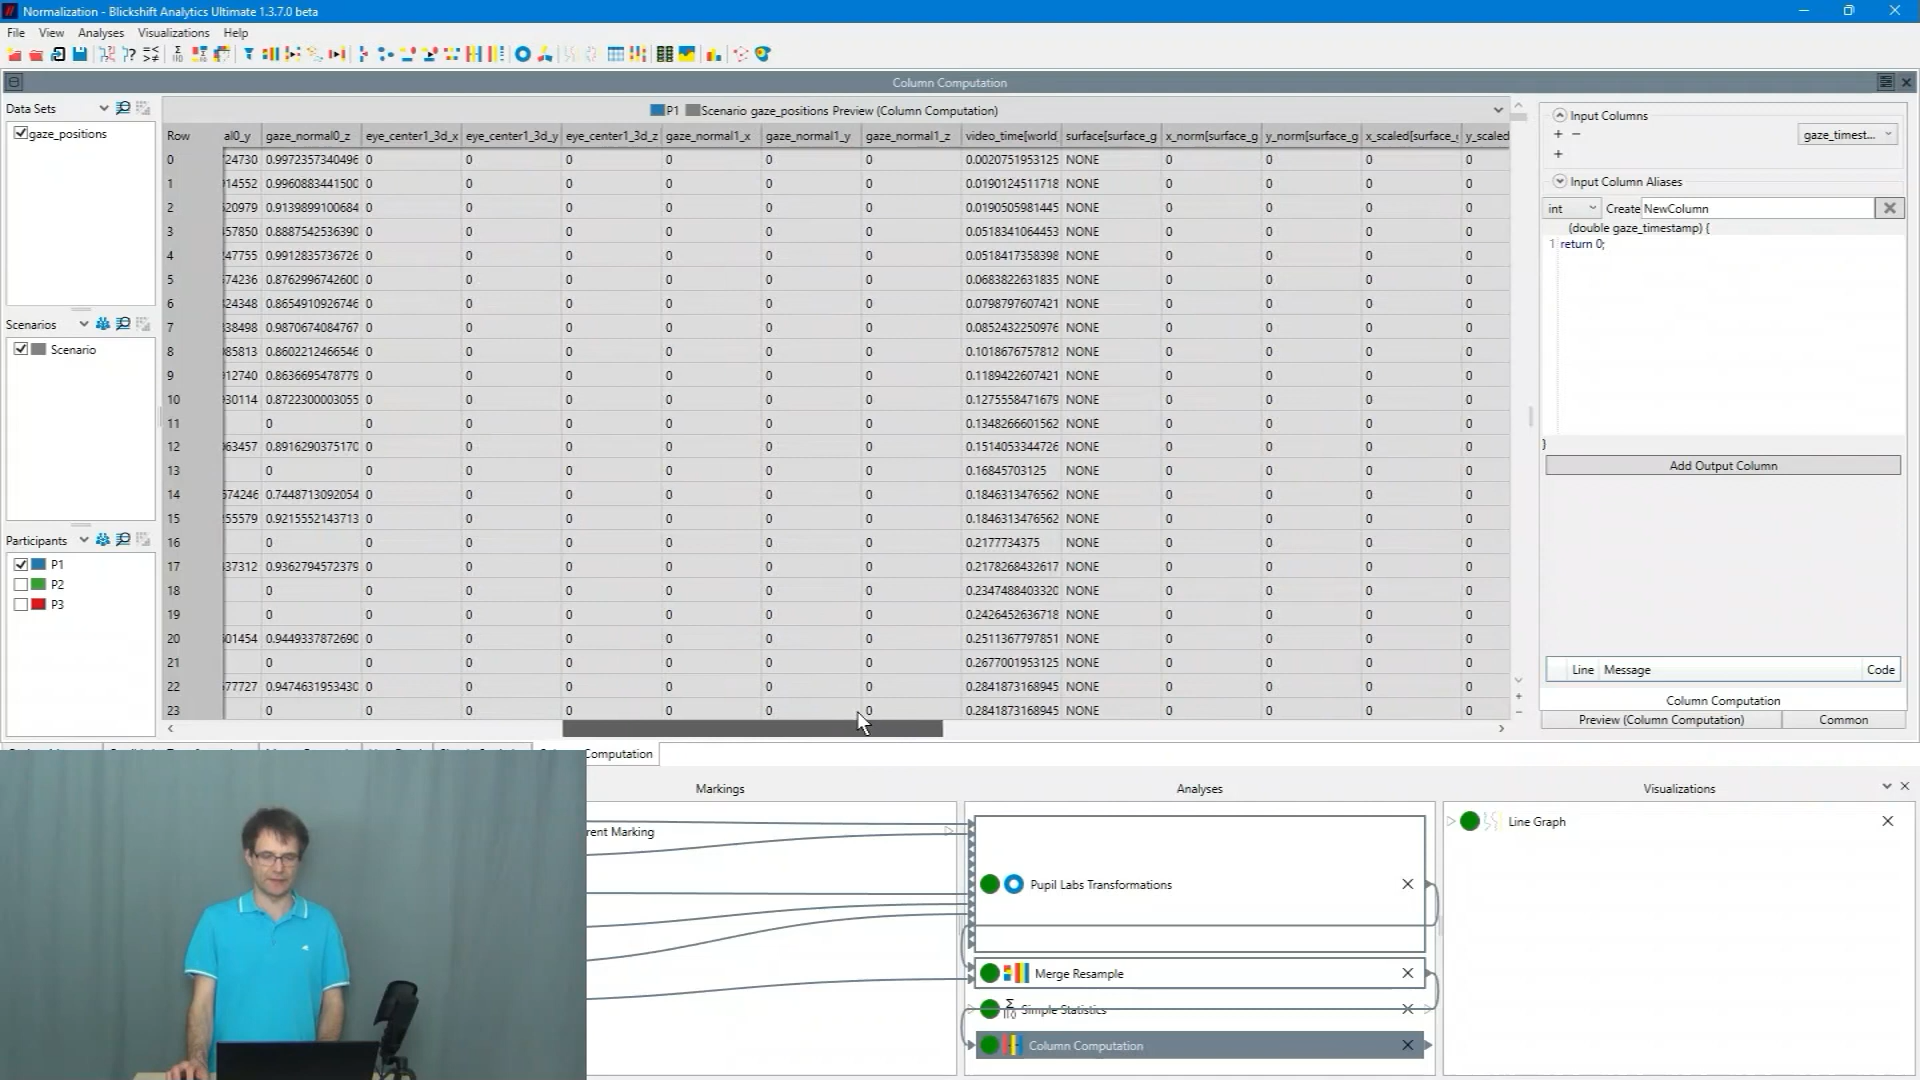 Normalization - Blickshift Analytics Ultimate 1.3.7.0 beta
File View Analyses Visualizations Help
Column Computation
Data Sets
gaze_positions
Scenarios
Scenario
Participants
P1
P2
P3
P1 Scenario gaze_positions Preview (Column Computation)
Row al0_y gaze_normal0_z eye_center1_3d_x eye_center1_3d_y eye_center1_3d_z gaze_normal1_x gaze_normal1_y gaze_normal1_z video_time[world_ surface[surface_g x_norm[surface_g y_norm[surface_g x_scaled[surface_ y_scaled
0 24730 0.9972357340496 0 0 0 0 0 0 0.0020751953125 NONE 0 0 0 0
1 14552 0.9960883441500 0 0 0 0 0 0 0.0190124511718 NONE 0 0 0 0
2 20979 0.9139899100684 0 0 0 0 0 0 0.0190505981445 NONE 0 0 0 0
3 57850 0.8887542536390 0 0 0 0 0 0 0.0518341064453 NONE 0 0 0 0
4 47755 0.9912835736726 0 0 0 0 0 0 0.0518417358398 NONE 0 0 0 0
5 74236 0.8762996742600 0 0 0 0 0 0 0.0683822631835 NONE 0 0 0 0
6 24348 0.8654910926746 0 0 0 0 0 0 0.0798797607421 NONE 0 0 0 0
7 38498 0.9870674084767 0 0 0 0 0 0 0.0852432250976 NONE 0 0 0 0
8 85813 0.8602212466546 0 0 0 0 0 0 0.1018676757812 NONE 0 0 0 0
9 12740 0.8636695478779 0 0 0 0 0 0 0.1189422607421 NONE 0 0 0 0
10 30114 0.8722300003055 0 0 0 0 0 0 0.1275558471679 NONE 0 0 0 0
11 0 0 0 0 0 0 0 0.1348266601562 NONE 0 0 0 0
12 63457 0.8916290375170 0 0 0 0 0 0 0.1514053344726 NONE 0 0 0 0
13 0 0 0 0 0 0 0 0.16845703125 NONE 0 0 0 0
14 574246 0.7448713092054 0 0 0 0 0 0 0.1846313476562 NONE 0 0 0 0
15 255579 0.9215552143713 0 0 0 0 0 0 0.1846313476562 NONE 0 0 0 0
16 0 0 0 0 0 0 0 0.2177734375 NONE 0 0 0 0
17 37312 0.9362794572379 0 0 0 0 0 0 0.2178268432617 NONE 0 0 0 0
18 0 0 0 0 0 0 0 0.2347488403320 NONE 0 0 0 0
19 0 0 0 0 0 0 0 0.2426452636718 NONE 0 0 0 0
20 01454 0.9449337872690 0 0 0 0 0 0 0.2511367797851 NONE 0 0 0 0
21 0 0 0 0 0 0 0 0.2677001953125 NONE 0 0 0 0
22 77727 0.9474631953430 0 0 0 0 0 0 0.2841873168945 NONE 0 0 0 0
23 0 0 0 0 0 0 0 0.2841873168945 NONE 0 0 0 0
Input Columns
+ −
gaze_timest...
+
Input Column Aliases
int Create NewColumn
(double gaze_timestamp) {
1 return 0;
}
Add Output Column
Line Message Code
Column Computation
Preview (Column Computation) Common
Computation
Markings
rent Marking
Analyses
Pupil Labs Transformations
Merge Resample
Simple Statistics
Column Computation
Visualizations
Line Graph